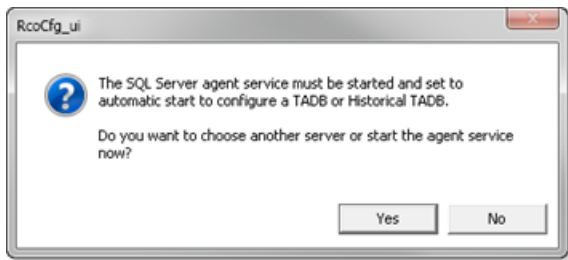 RcoCfg_ui
The SQL Server agent service must be started and set to
automatic start to configure a TADB or Historical TADB.
Do you want to choose another server or start the agent service
now?
Yes No